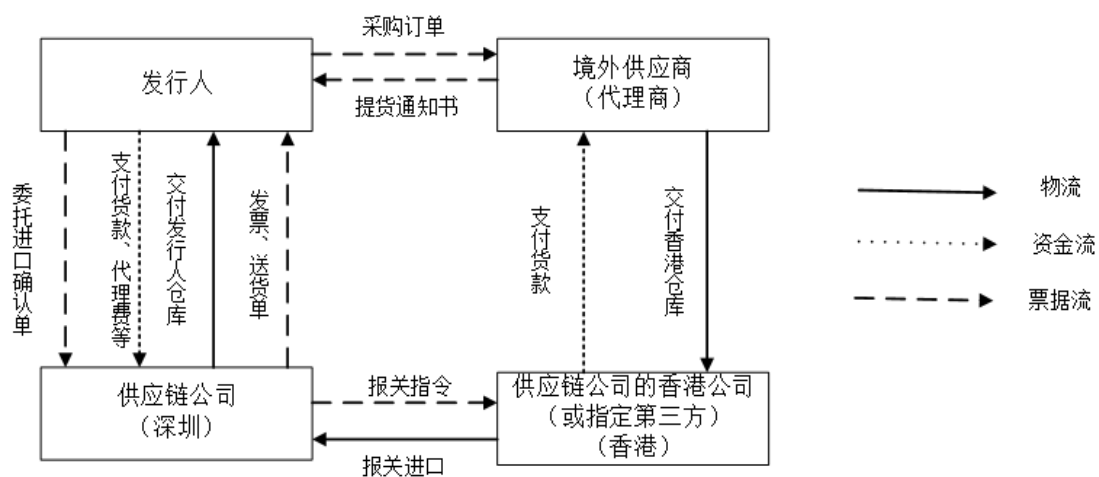 采购订单
发行人
境外供应商
（代理商）
提货通知书
委托进口确认单
支付货款、代理费等
交付发行人仓库
发票、送货单
支付货款
交付香港仓库
物流
资金流
票据流
供应链公司
（深圳）
报关指令
供应链公司的香港公司
（或指定第三方）
（香港）
报关进口